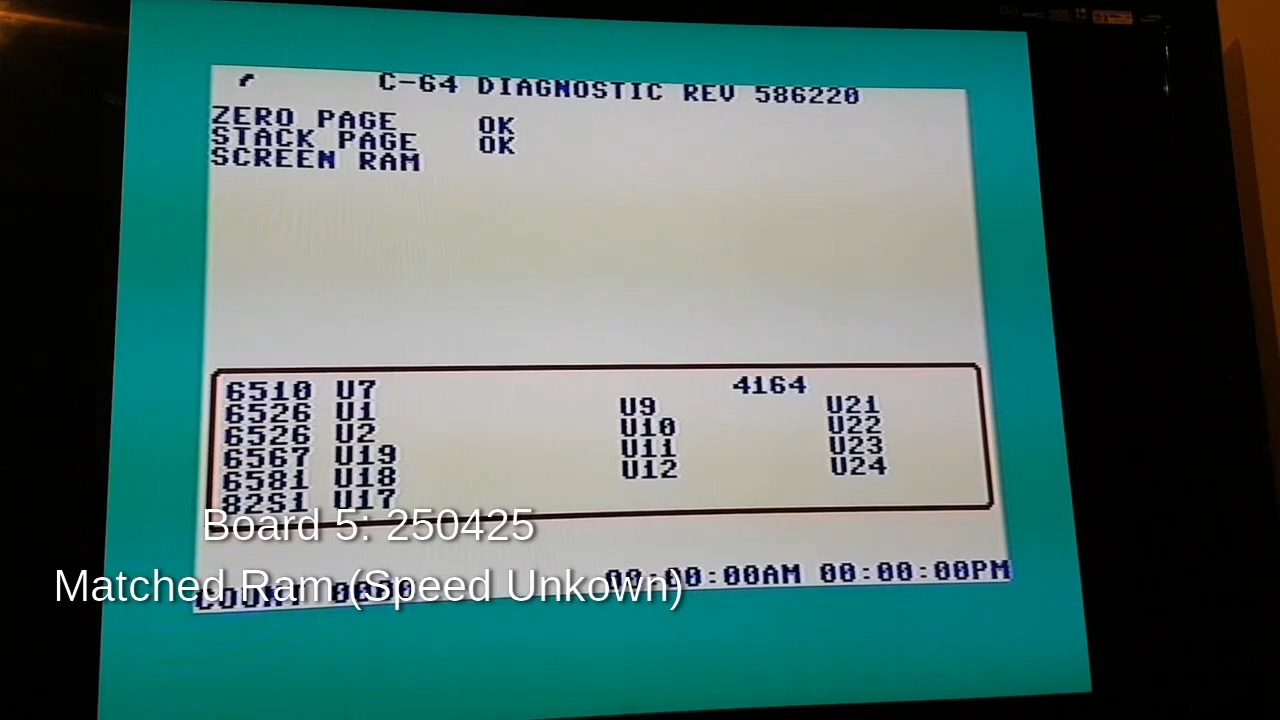 C-64 DIAGNOSTIC REV 586220
ZERO PAGE OK
STACK PAGE OK
SCREEN RAM
4164
6510 U7
6526 U1 U9 U21
6526 U2 U10 U22
6567 U19 U11 U23
6581 U18 U12 U24
82S1 U17
Board 5: 250425
Matched Ram (Speed Unkown)
COUNT 00:00:00AM 00:00:00PM